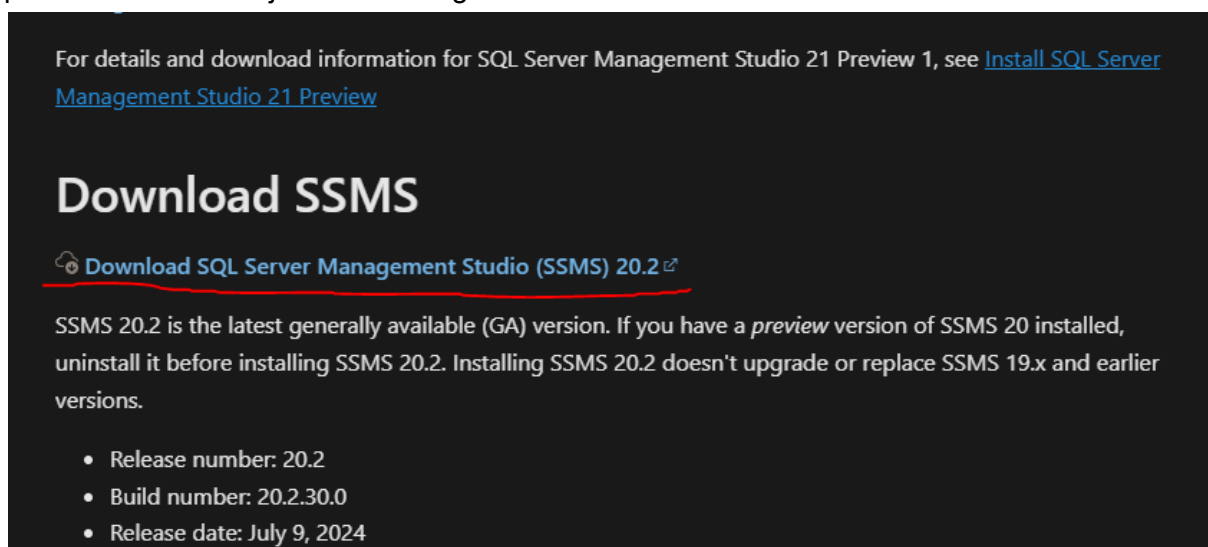 For details and download information for SQL Server Management Studio 21 Preview 1, see Install SQL Server
Management Studio 21 Preview
Download SSMS
Download SQL Server Management Studio (SSMS) 20.2
SSMS 20.2 is the latest generally available (GA) version. If you have a preview version of SSMS 20 installed,
uninstall it before installing SSMS 20.2. Installing SSMS 20.2 doesn't upgrade or replace SSMS 19.x and earlier
versions.
• Release number: 20.2
• Build number: 20.2.30.0
• Release date: July 9, 2024